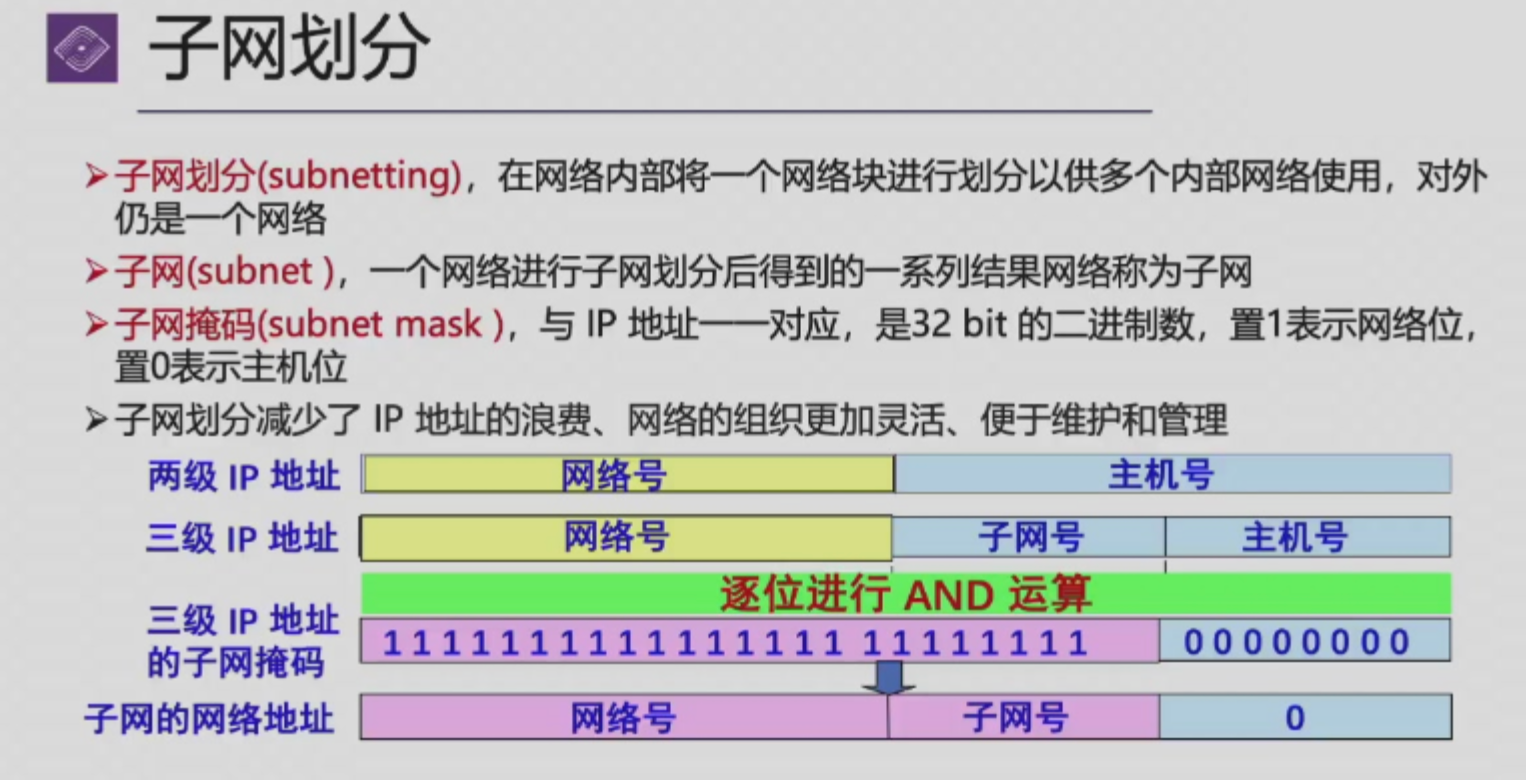 子网划分
➢子网划分(subnetting)，在网络内部将一个网络块进行划分以供多个内部网络使用，对外
仍是一个网络
➢子网(subnet )，一个网络进行子网划分后得到的一系列结果网络称为子网
➢子网掩码(subnet mask )，与 IP 地址一一对应，是32 bit 的二进制数，置1表示网络位，
置0表示主机位
➢子网划分减少了 IP 地址的浪费、网络的组织更加灵活、便于维护和管理
两级 IP 地址 网络号 主机号
三级 IP 地址 网络号 子网号 主机号
逐位进行 AND 运算
三级 IP 地址
的子网掩码
1 1 1 1 1 1 1 1 1 1 1 1 1 1 1 1 1 1 1 1 1 1 1 1 0 0 0 0 0 0 0 0
子网的网络地址 网络号 子网号 0